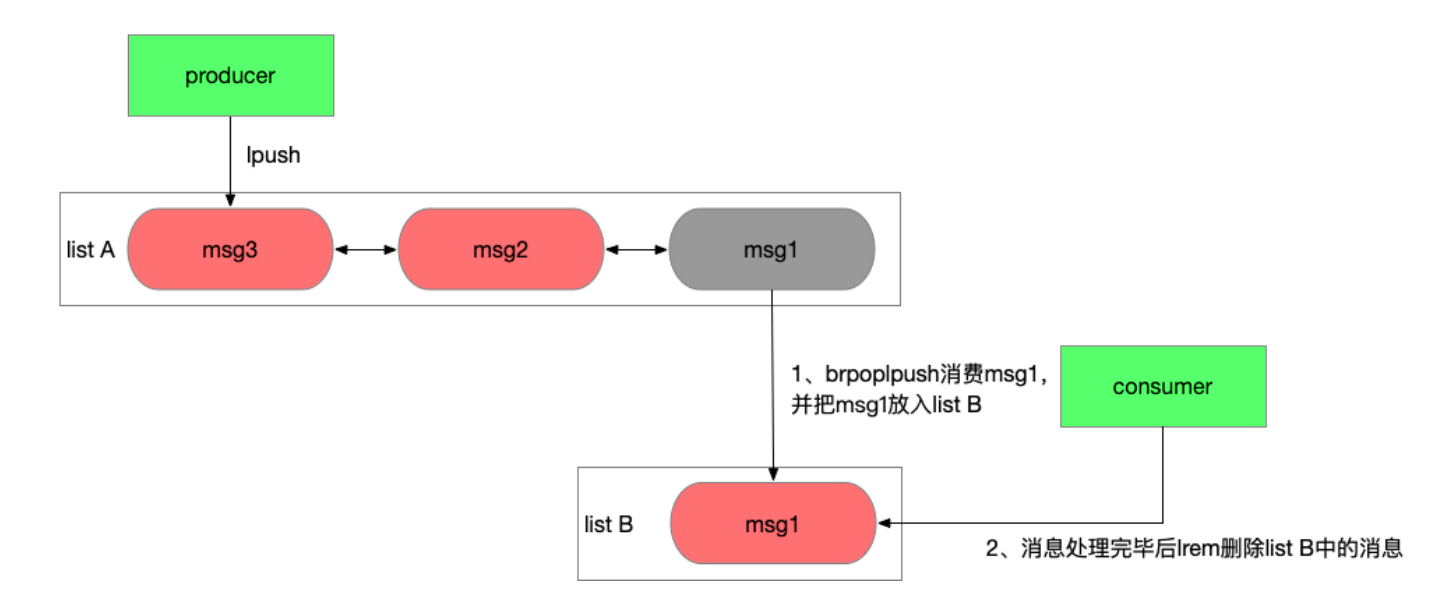 producer
lpush
list A
msg3
msg2
msg1
1、brpoplpush消费msg1,
并把msg1放入list B
consumer
list B
msg1
2、消息处理完毕后lrem删除list B中的消息